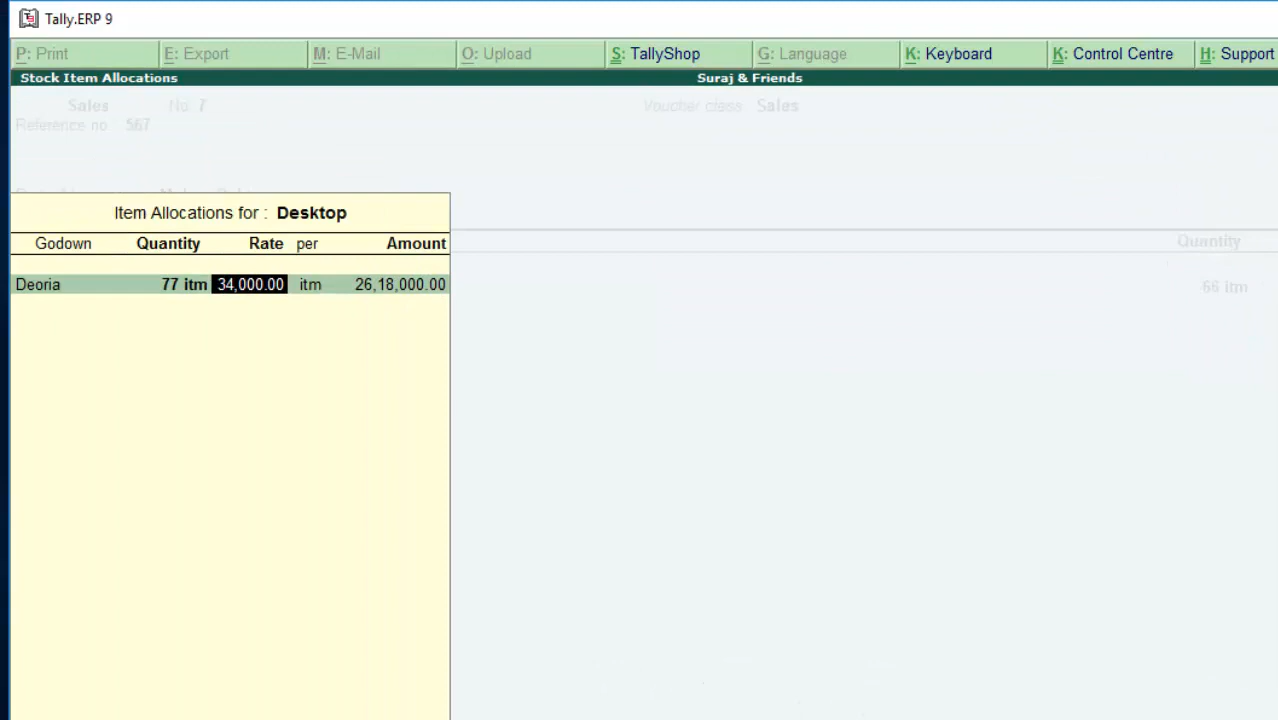 Tally.ERP 9
P: Print E: Export M: E-Mail O: Upload S: TallyShop G: Language K: Keyboard K: Control Centre H: Support
Stock Item Allocations Suraj & Friends
Sales No. 7 Voucher class Sales
Reference no 567
Item Allocations for : Desktop
Godown Quantity Rate per Amount
Quantity
Deoria 77 itm 34,000.00 itm 26,18,000.00
66 itm